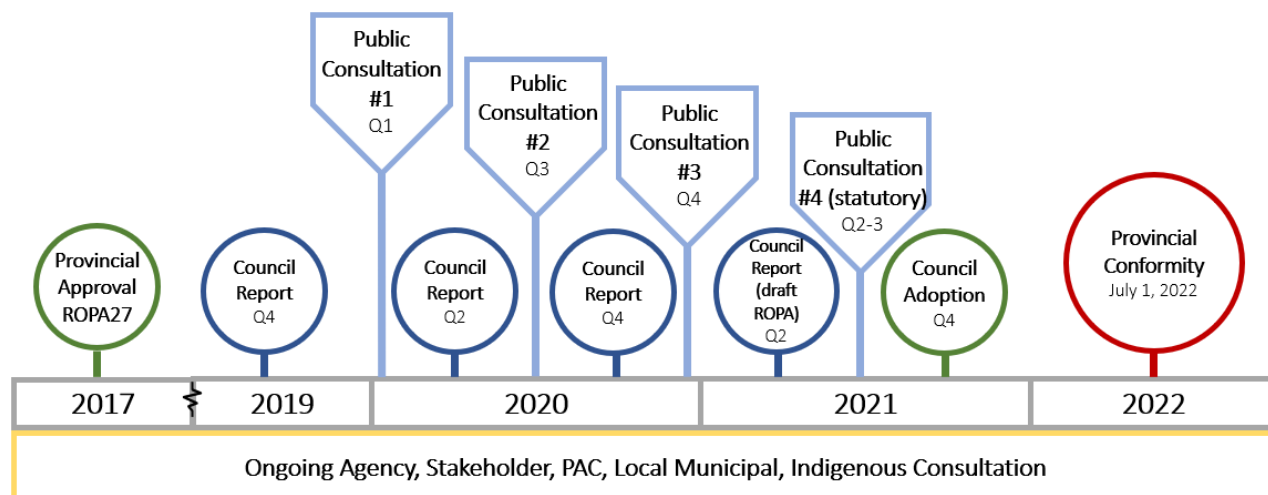 Public
Consultation
#1
Q1
Public
Consultation
#2
Q3
Public
Consultation
#3
Q4
Public
Consultation
#4 (statutory)
Q2-3
Provincial
Approval
ROPA27
Council
Report
Q4
Council
Report
Q2
Council
Report
Q4
Council
Report
(draft
ROPA)
Q2
Council
Adoption
Q4
Provincial
Conformity
July 1, 2022
2017
2019
2020
2021
2022
Ongoing Agency, Stakeholder, PAC, Local Municipal, Indigenous Consultation